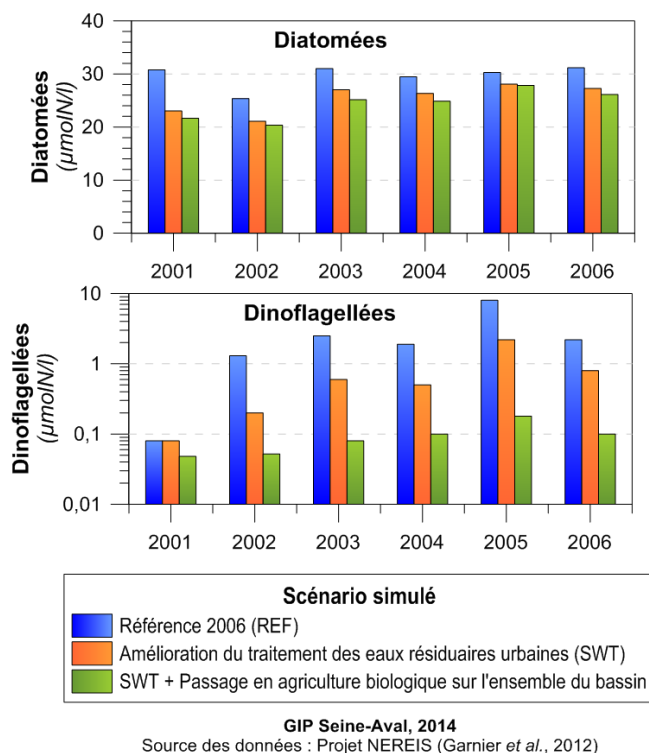 Diatomées
Diatomées
(µmolN/l)
40
30
20
10
0
2001 2002 2003 2004 2005 2006
Dinoflagellées
Dinoflagellées
(µmolN/l)
10
1
0,1
0,01
2001 2002 2003 2004 2005 2006
Scénario simulé
Référence 2006 (REF)
Amélioration du traitement des eaux résiduaires urbaines (SWT)
SWT + Passage en agriculture biologique sur l'ensemble du bassin
GIP Seine-Aval, 2014
Source des données : Projet NEREIS (Garnier et al., 2012)